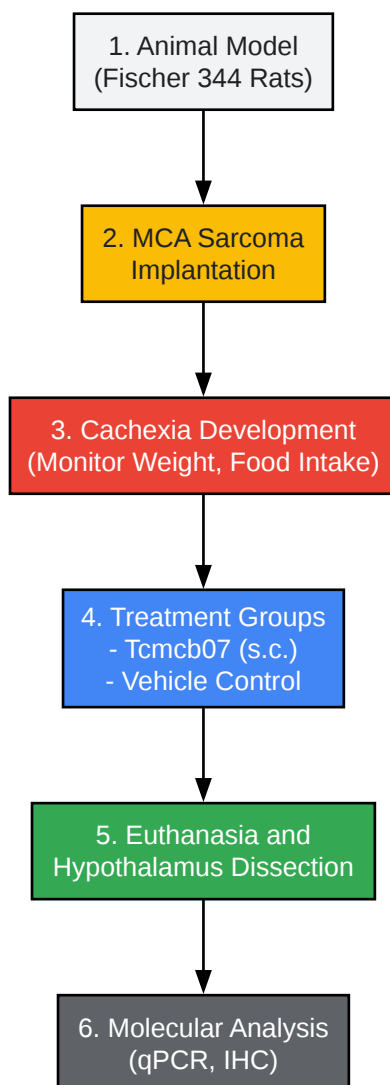 1. Animal Model
(Fischer 344 Rats)
2. MCA Sarcoma
Implantation
3. Cachexia Development
(Monitor Weight, Food Intake)
4. Treatment Groups
- Tcmcb07 (s.c.)
- Vehicle Control
5. Euthanasia and
Hypothalamus Dissection
6. Molecular Analysis
(qPCR, IHC)